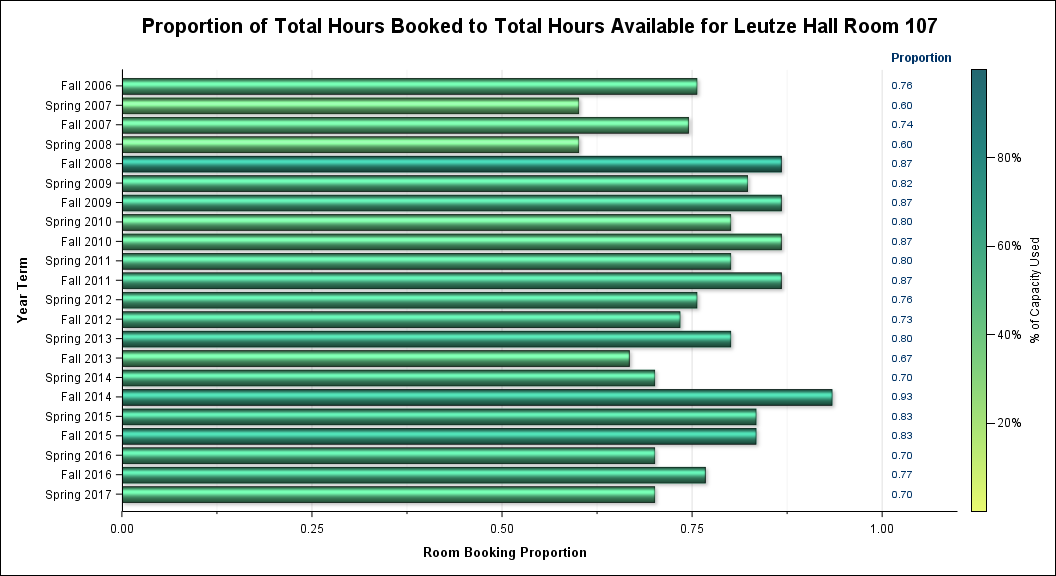 Proportion of Total Hours Booked to Total Hours Available for Leutze Hall Room 107
Proportion
Fall 2006 0.76
Spring 2007 0.60
Fall 2007 0.74
Spring 2008 0.60
Fall 2008 0.87
Spring 2009 0.82
Fall 2009 0.87
Spring 2010 0.80
Fall 2010 0.87
Spring 2011 0.80
Fall 2011 0.87
Spring 2012 0.76
Fall 2012 0.73
Spring 2013 0.80
Fall 2013 0.67
Spring 2014 0.70
Fall 2014 0.93
Spring 2015 0.83
Fall 2015 0.83
Spring 2016 0.70
Fall 2016 0.77
Spring 2017 0.70
Year Term
0.00 0.25 0.50 0.75 1.00
Room Booking Proportion
80%
60%
40%
20%
% of Capacity Used